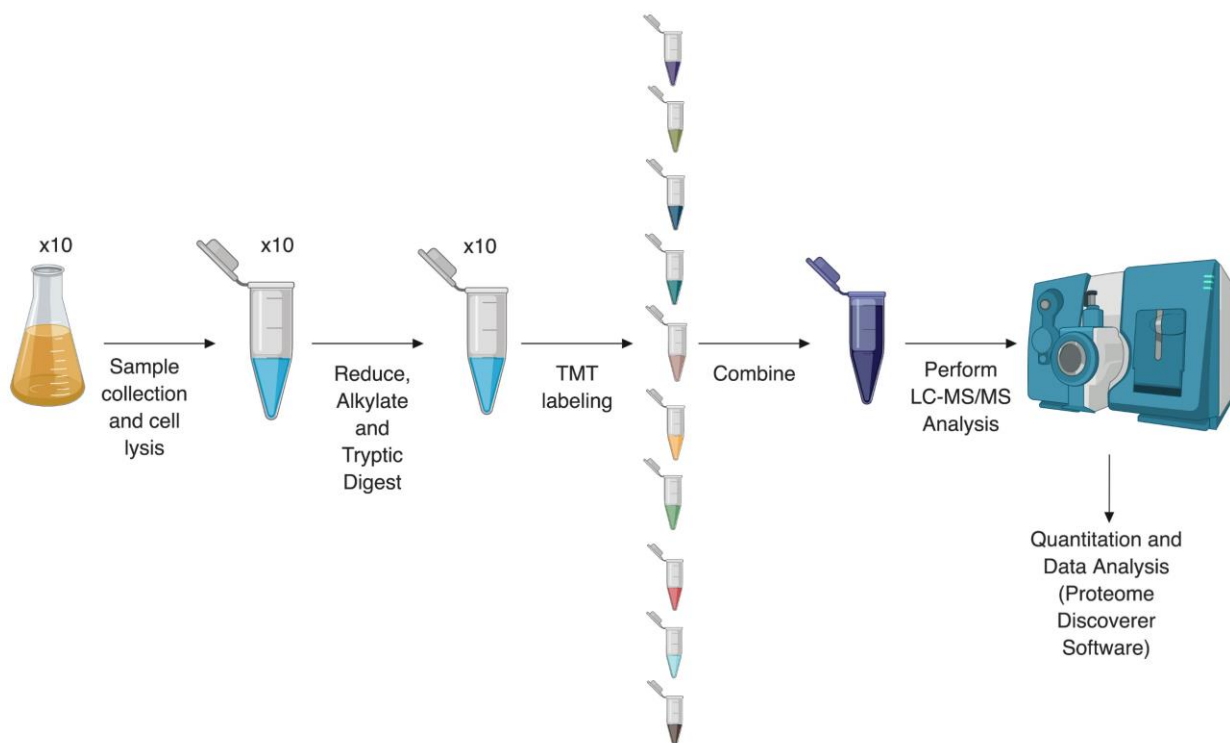 x10
Sample
collection
and cell
lysis
x10
Reduce,
Alkylate
and
Tryptic
Digest
x10
TMT
labeling
Combine
Perform
LC-MS/MS
Analysis
Quantitation and
Data Analysis
(Proteome
Discoverer
Software)